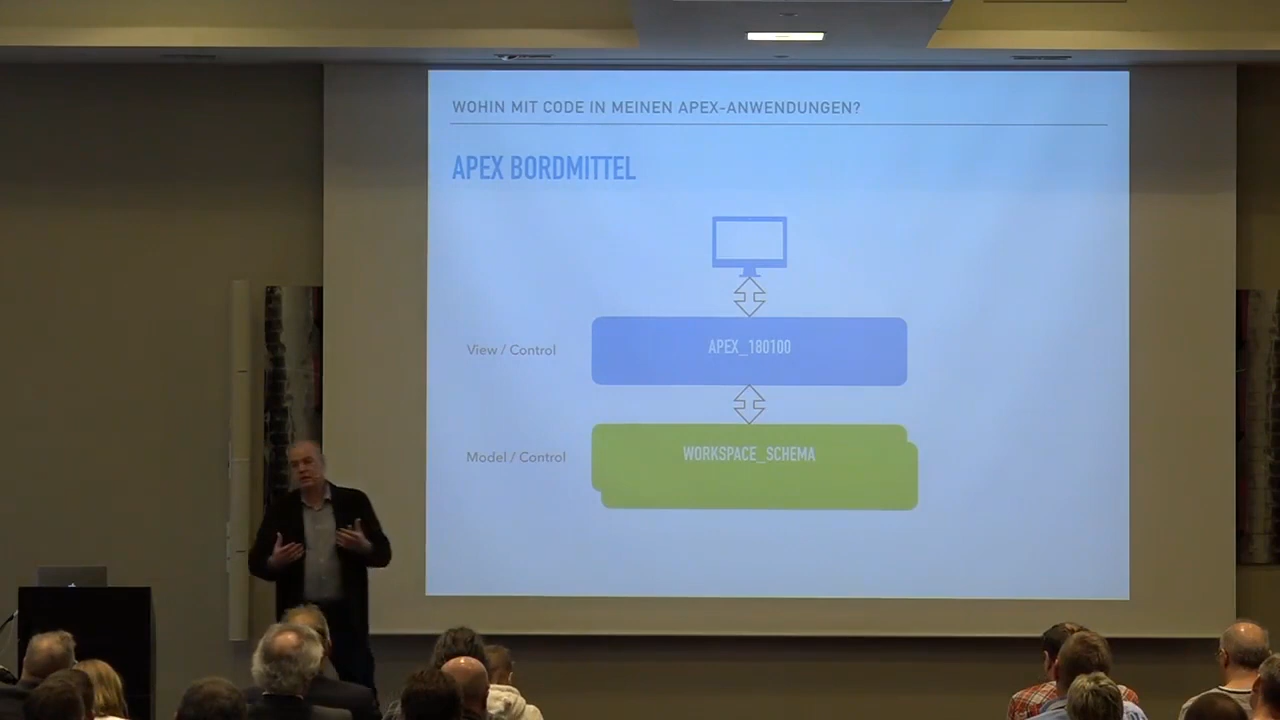 WOHIN MIT CODE IN MEINEN APEX-ANWENDUNGEN?
APEX BORDMITTEL
View / Control
APEX_180100
Model / Control
WORKSPACE_SCHEMA